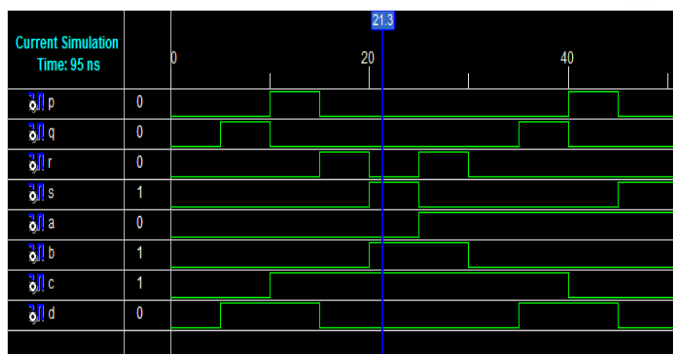 21.3
Current Simulation
Time: 95 ns
0 20 40
p 0
q 0
r 0
s 1
a 0
b 1
c 1
d 0